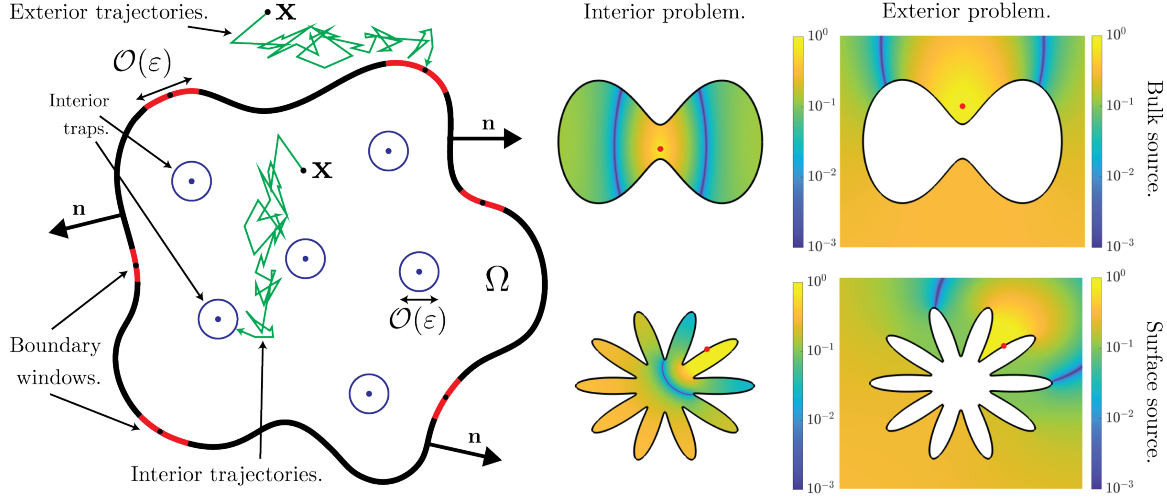 Exterior trajectories.
x
𝒪(ε)
Interior
traps.
n
x
n
Ω
𝒪(ε)
Boundary
windows.
n
Interior trajectories.
Interior problem.
Exterior problem.
10⁰
10⁻¹
10⁻²
10⁻³
10⁰
10⁻¹
10⁻²
10⁻³
Bulk source.
10⁰
10⁻¹
10⁻²
10⁻³
10⁰
10⁻¹
10⁻²
10⁻³
Surface source.